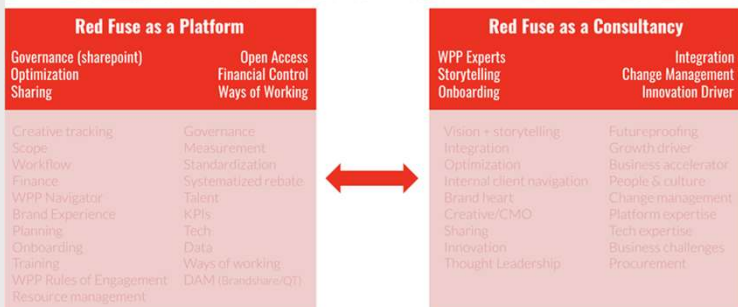 Red Fuse as a Platform
Governance (sharepoint)
Optimization
Sharing
Open Access
Financial Control
Ways of Working
Creative tracking
Scope
Workflow
Finance
WPP Navigator
Brand Experience
Planning
Onboarding
Training
WPP Rules of Engagement
Resource management
Governance
Measurement
Standardization
Systematized rebate
Talent
KPIs
Tech
Data
Ways of working
DAM (Brandshare/QT)
Red Fuse as a Consultancy
WPP Experts
Storytelling
Onboarding
Integration
Change Management
Innovation Driver
Vision + storytelling
Integration
Optimization
Internal client navigation
Brand heart
Creative/CMO
Sharing
Innovation
Thought Leadership
Futureproofing
Growth driver
Business accelerator
People & culture
Change management
Platform expertise
Tech expertise
Business challenges
Procurement